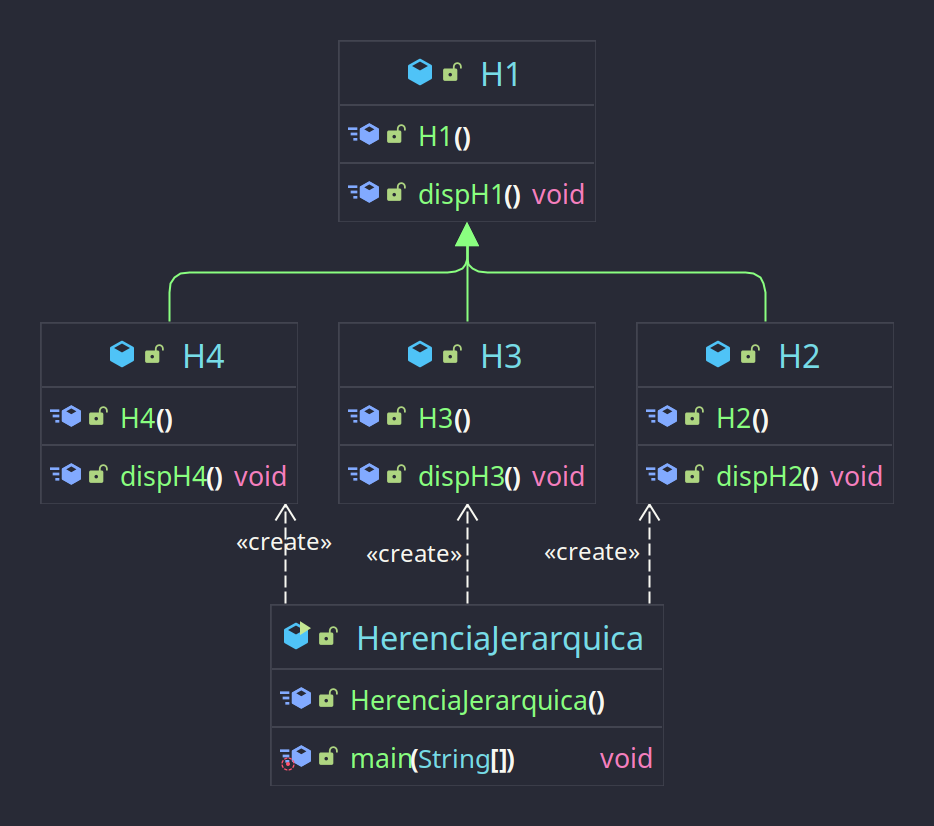 H1
H1()
dispH1() void
H4
H4()
dispH4() void
H3
H3()
dispH3() void
H2
H2()
dispH2() void
«create»
«create»
«create»
HerenciaJerarquica
HerenciaJerarquica()
main(String[]) void